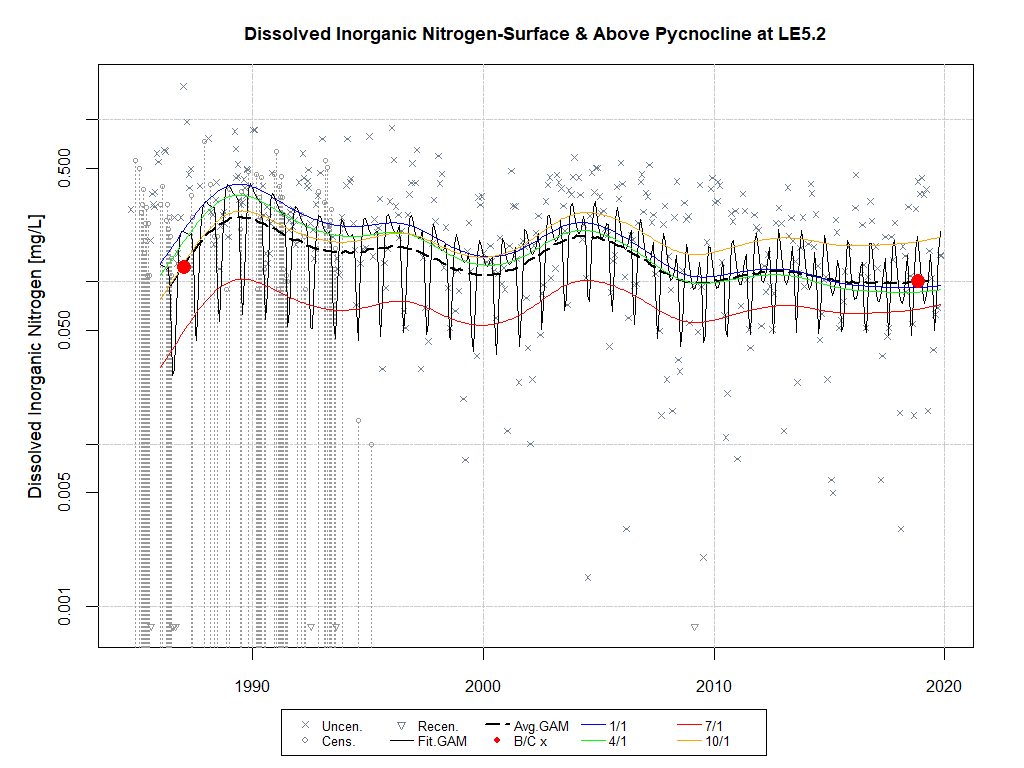 Dissolved Inorganic Nitrogen-Surface & Above Pycnocline at LE5.2
Dissolved Inorganic Nitrogen [mg/L]
0.500
0.050
0.005
0.001
1990 2000 2010 2020
Uncen. Recen. Avg.GAM 1/1 7/1
Cens. Fit.GAM B/C x 4/1 10/1